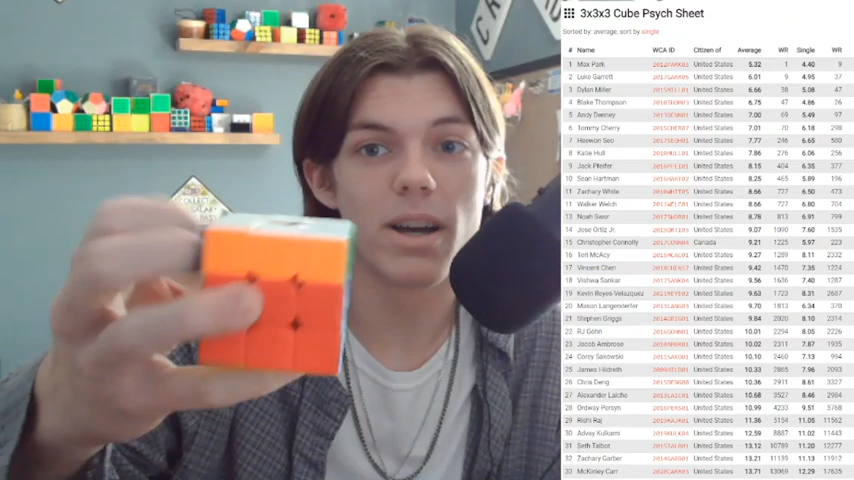 3x3x3 Cube Psych Sheet
Sorted by: average, sort by single
# Name WCA ID Citizen of Average WR Single WR
1 Max Park 2012PARK03 United States 5.32 1 4.40 9
2 Luke Garrett 2017GARR05 United States 6.01 9 4.95 37
3 Dylan Miller 2015MILL01 United States 6.66 38 5.08 47
4 Blake Thompson 2010THOM03 United States 6.75 47 4.86 26
5 Andy Denney 2013DENN01 United States 7.00 69 5.49 97
6 Tommy Cherry 2015CHER07 United States 7.01 70 6.18 298
7 Heewon Seo United States 7.77 246 6.65 580
8 Katie Hull 2010HULL01 United States 7.86 276 6.06 256
9 Jack Pfeifer United States 8.15 404 6.35 377
10 Sean Hartman United States 8.25 465 5.89 196
11 Zachary White 2010WHIT05 United States 8.66 727 6.50 473
11 Walker Welch 2011WELC01 United States 8.66 727 6.80 704
13 Noah Swor United States 8.78 813 6.91 799
14 Jose Ortiz Jr. United States 9.07 1090 7.60 1535
15 Christopher Connolly Canada 9.21 1225 5.97 223
16 Teri McAcy United States 9.27 1289 8.11 2332
17 Vincent Chen United States 9.42 1470 7.35 1224
18 Vishwa Sankar United States 9.56 1636 7.40 1287
19 Kevin Reyes-Velazquez United States 9.63 1723 8.31 2687
20 Mason Langenderfer United States 9.70 1813 6.34 370
21 Stephen Griggs United States 9.84 2020 8.10 2314
22 RJ Gohn United States 10.01 2294 8.05 2226
23 Jacob Ambrose United States 10.02 2311 7.87 1935
24 Corey Sakowski United States 10.10 2460 7.13 994
25 James Hildreth United States 10.33 2865 7.96 2093
26 Chris Deng United States 10.36 2911 8.61 3327
27 Alexander Laiche United States 10.68 3527 8.46 2984
28 Ordway Persyn United States 10.99 4233 9.51 5768
29 Rishi Raj United States 11.36 5154 11.05 11562
30 Advay Kulkarni United States 12.59 8887 11.02 11443
31 Seth Talbot United States 13.12 10789 11.20 12277
32 Zachary Garber United States 13.21 11139 11.13 11912
33 McKinley Carr United States 13.71 13069 12.29 17635
COLLECT
GALAXY
PASS